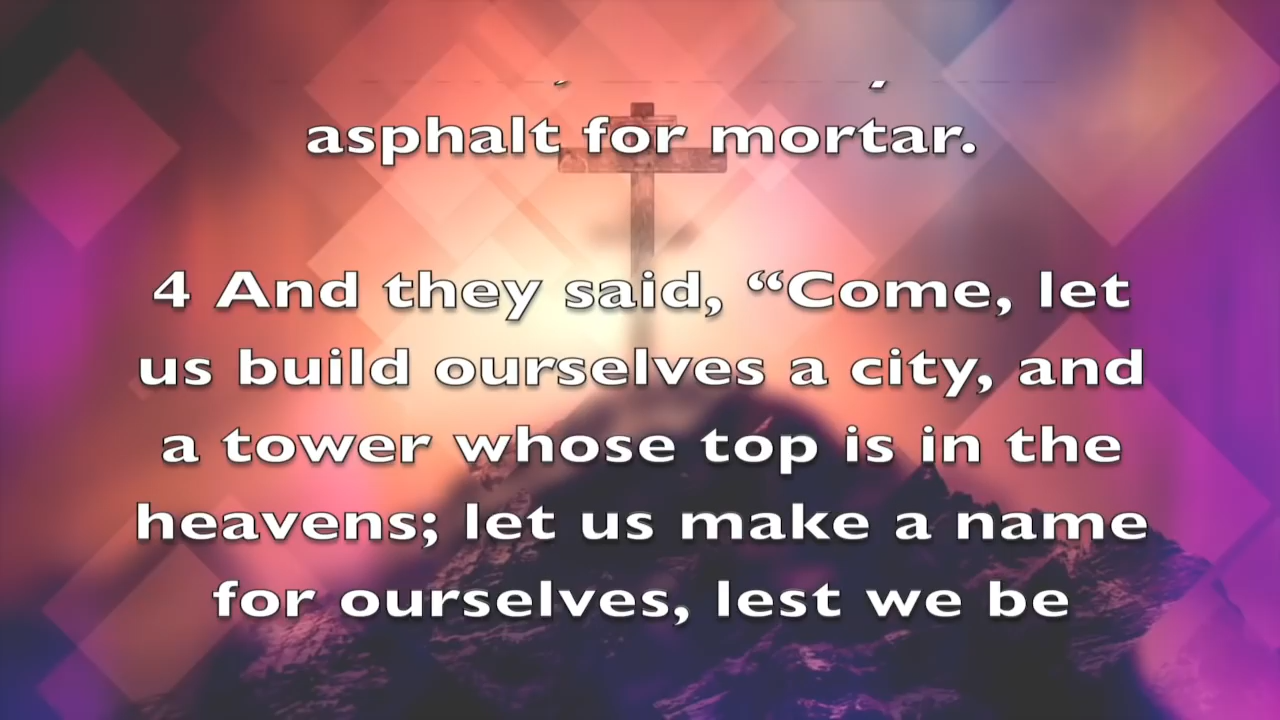 asphalt for mortar.
4 And they said, “Come, let
us build ourselves a city, and
a tower whose top is in the
heavens; let us make a name
for ourselves, lest we be